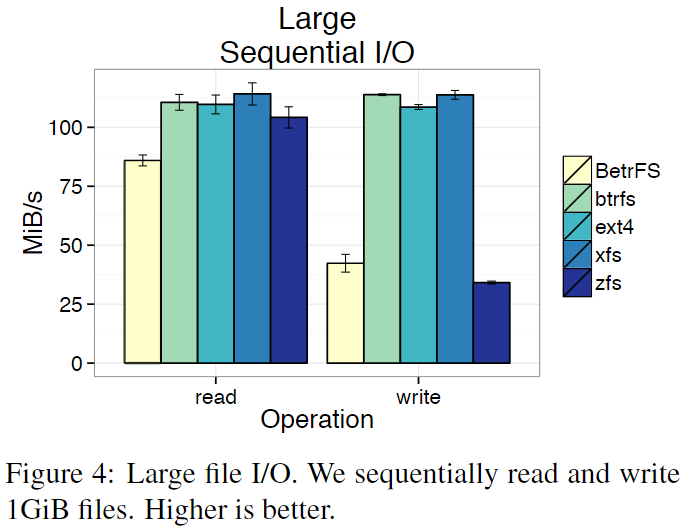 Large
Sequential I/O
MiB/s
100
75
50
25
0
read
write
Operation
BetrFS
btrfs
ext4
xfs
zfs
Figure 4: Large file I/O. We sequentially read and write
1GiB files. Higher is better.